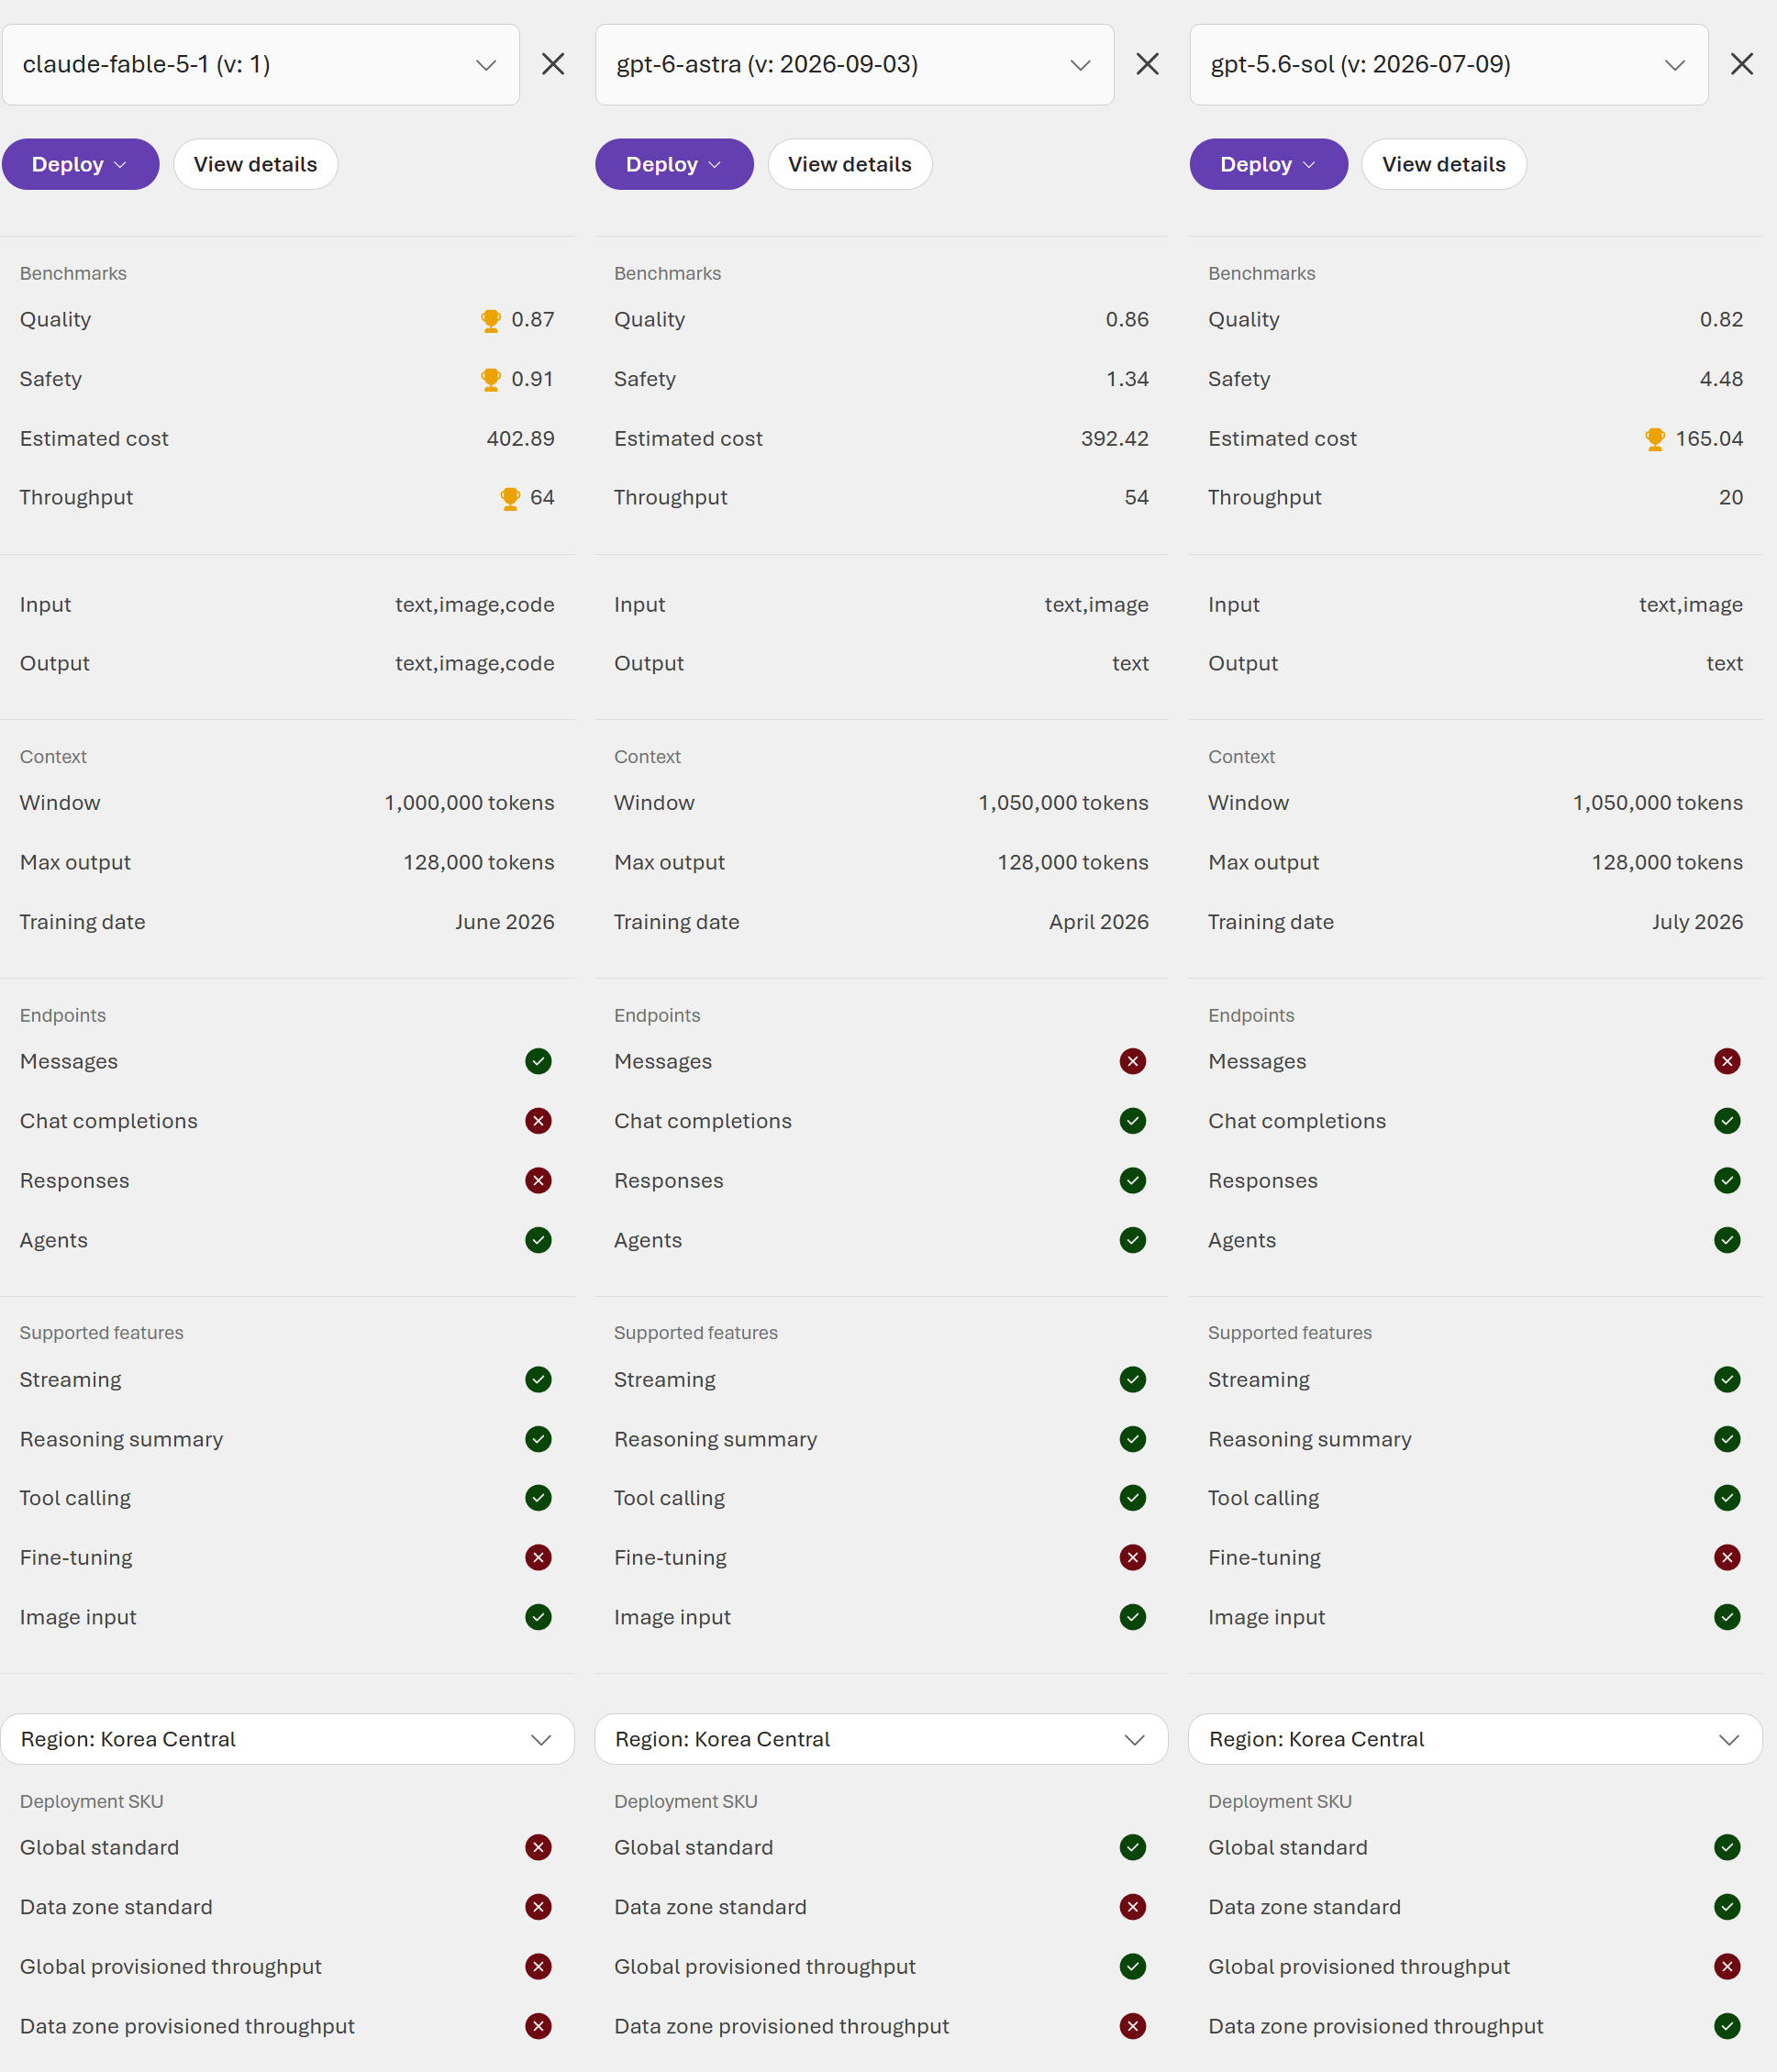 claude-fable-5-1 (v: 1)
gpt-6-astra (v: 2026-09-03)
gpt-5.6-sol (v: 2026-07-09)
Deploy View details
Deploy View details
Deploy View details
Benchmarks
Quality 0.87
Safety 0.91
Estimated cost 402.89
Throughput 64
Input text,image,code
Output text,image,code
Context
Window 1,000,000 tokens
Max output 128,000 tokens
Training date June 2026
Endpoints
Messages
Chat completions
Responses
Agents
Supported features
Streaming
Reasoning summary
Tool calling
Fine-tuning
Image input
Region: Korea Central
Deployment SKU
Global standard
Data zone standard
Global provisioned throughput
Data zone provisioned throughput
Benchmarks
Quality 0.86
Safety 1.34
Estimated cost 392.42
Throughput 54
Input text,image
Output text
Context
Window 1,050,000 tokens
Max output 128,000 tokens
Training date April 2026
Endpoints
Messages
Chat completions
Responses
Agents
Supported features
Streaming
Reasoning summary
Tool calling
Fine-tuning
Image input
Region: Korea Central
Deployment SKU
Global standard
Data zone standard
Global provisioned throughput
Data zone provisioned throughput
Benchmarks
Quality 0.82
Safety 4.48
Estimated cost 165.04
Throughput 20
Input text,image
Output text
Context
Window 1,050,000 tokens
Max output 128,000 tokens
Training date July 2026
Endpoints
Messages
Chat completions
Responses
Agents
Supported features
Streaming
Reasoning summary
Tool calling
Fine-tuning
Image input
Region: Korea Central
Deployment SKU
Global standard
Data zone standard
Global provisioned throughput
Data zone provisioned throughput